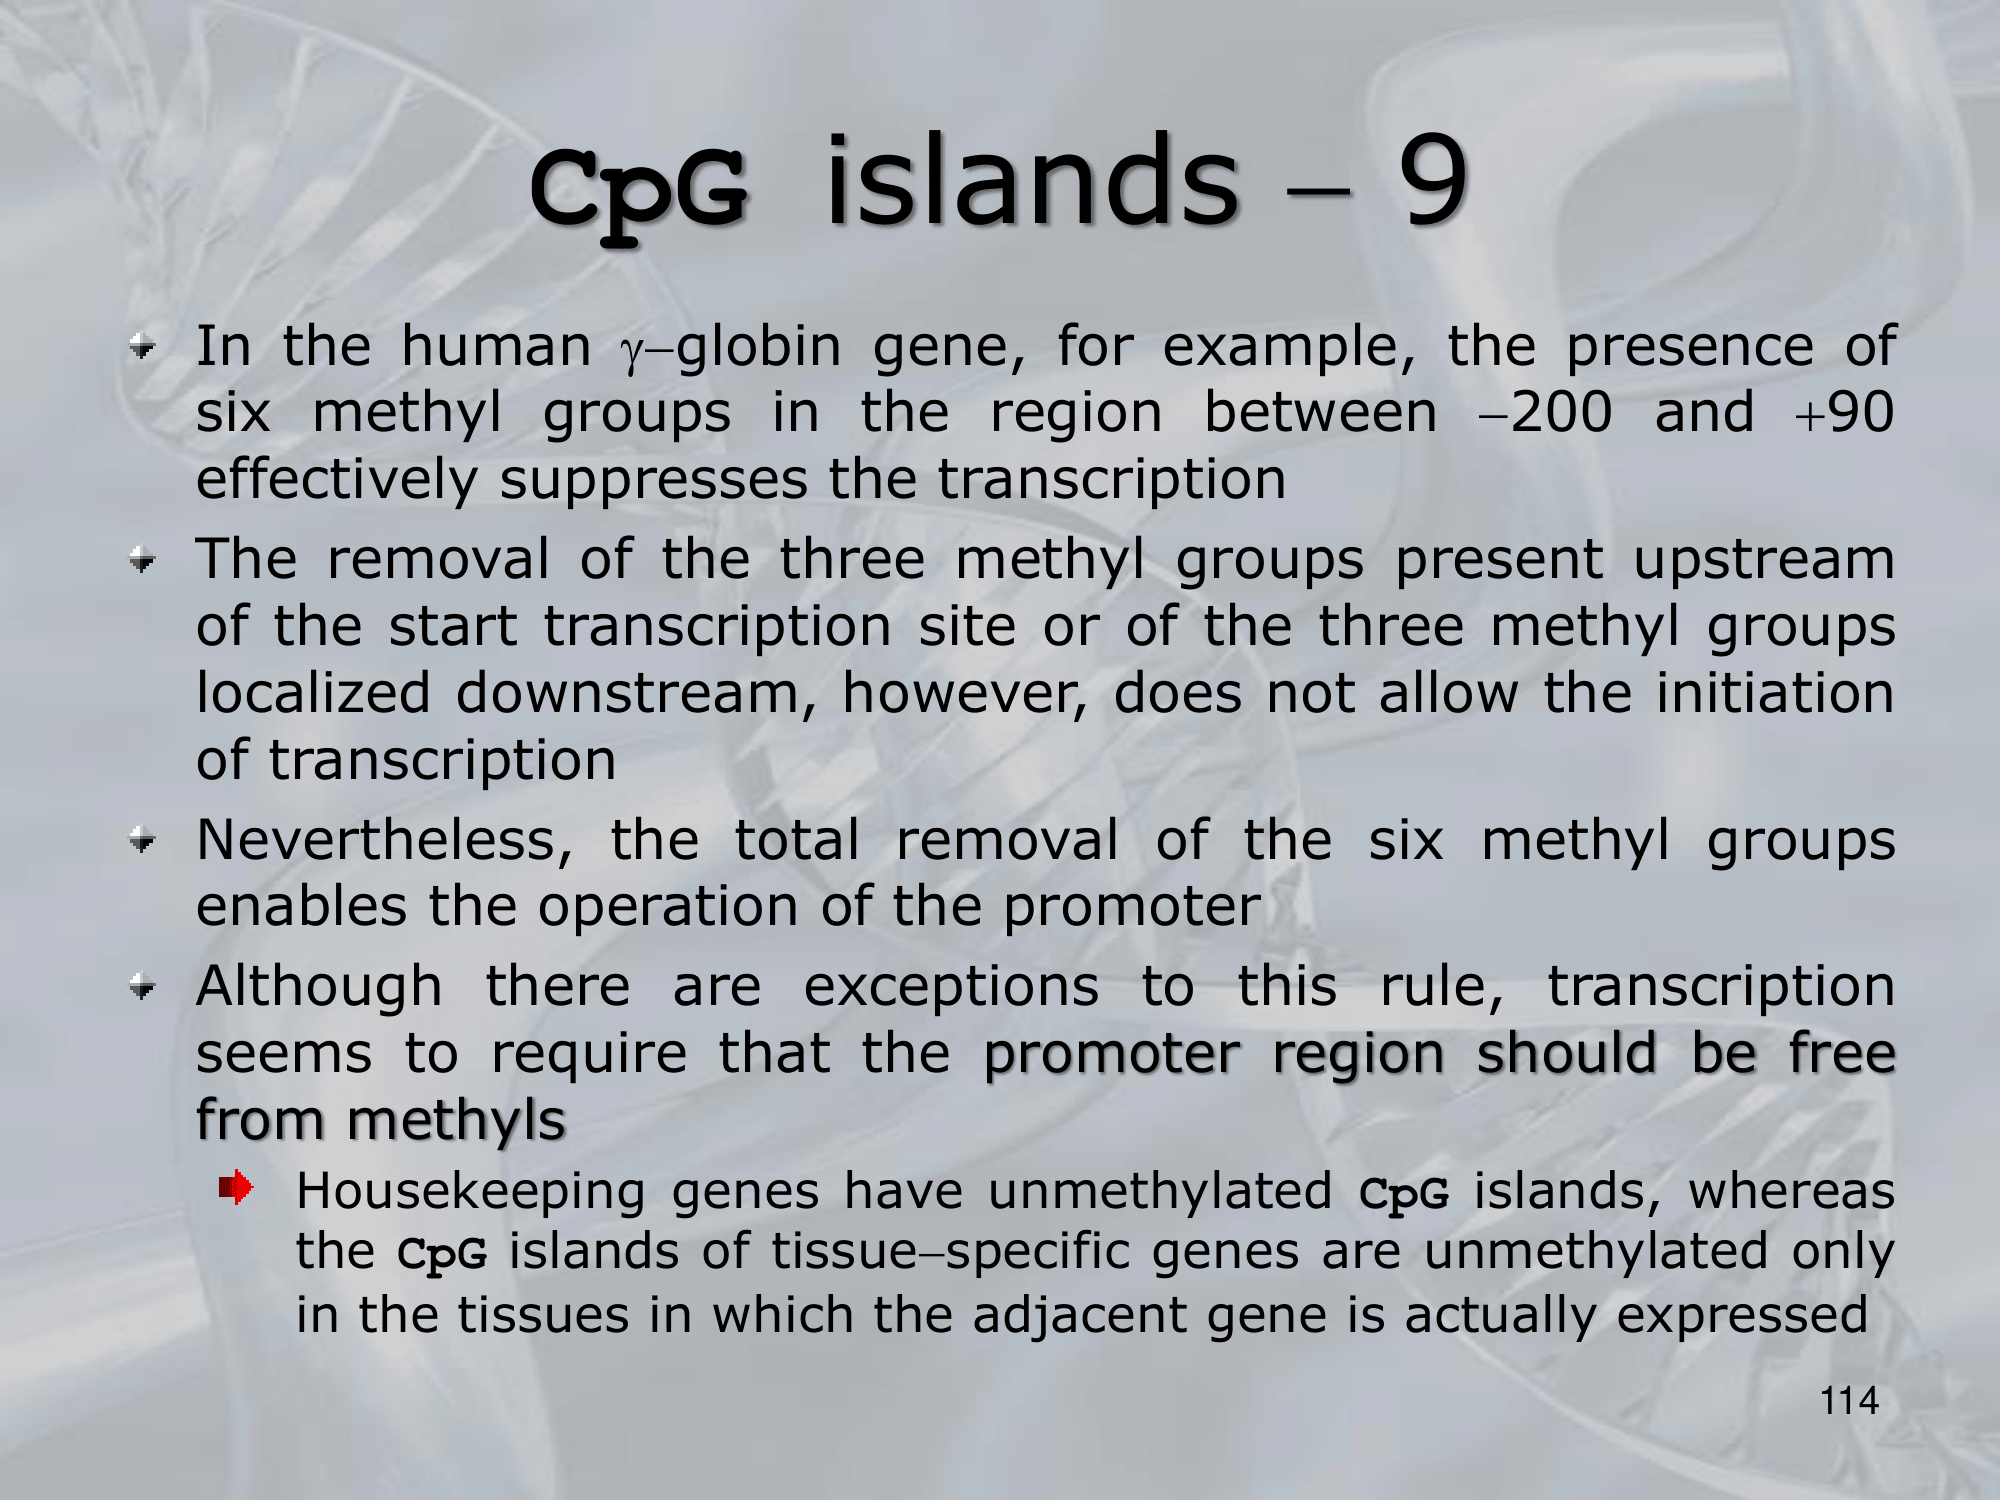 CpG islands – 9
In the human γ–globin gene, for example, the presence of
six methyl groups in the region between –200 and +90
effectively suppresses the transcription
The removal of the three methyl groups present upstream
of the start transcription site or of the three methyl groups
localized downstream, however, does not allow the initiation
of transcription
Nevertheless, the total removal of the six methyl groups
enables the operation of the promoter
Although there are exceptions to this rule, transcription
seems to require that the promoter region should be free
from methyls
Housekeeping genes have unmethylated CpG islands, whereas
the CpG islands of tissue–specific genes are unmethylated only
in the tissues in which the adjacent gene is actually expressed
114